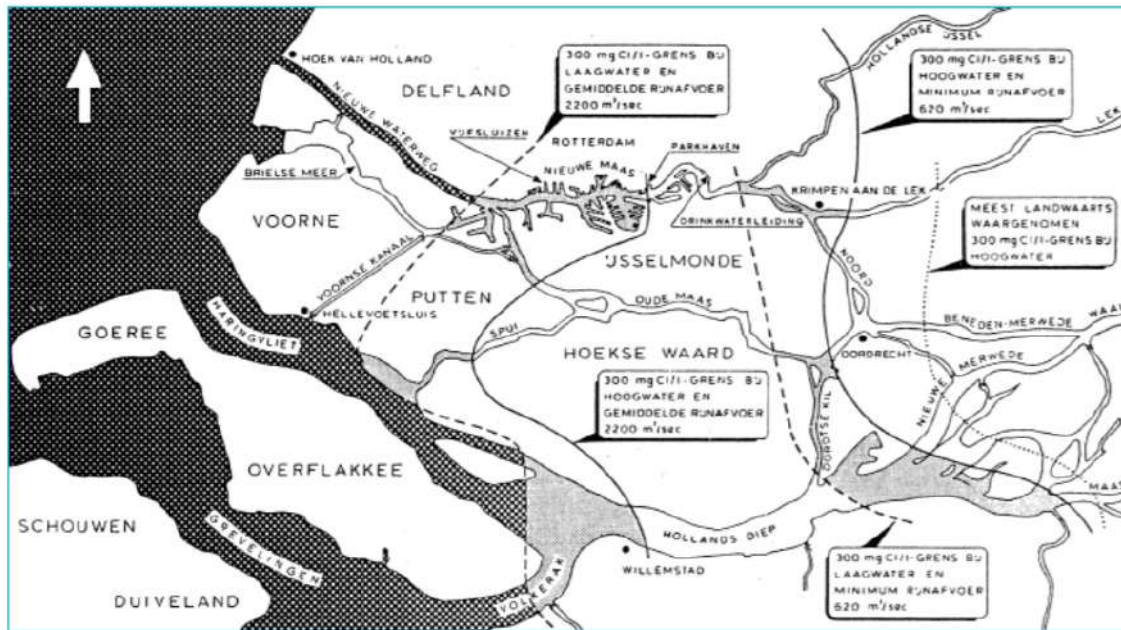 HOEK VAN HOLLAND
DELFLAND
NIEUWE WATERWEG
300 mg Cl/l-GRENS BIJ
LAAGWATER EN
GEMIDDELDE RIJNAFVOER
2200 m³/sec
HOLLANDSE IJSSEL
300 mg Cl/l-GRENS BIJ
HOOGWATER EN
MINIMUM RIJNAFVOER
620 m³/sec
LEK
VIJFSLUIZEN
ROTTERDAM
PARKHAVEN
NIEUWE MAAS
BRIELSE MEER
KRIMPEN AAN DE LEK
DRINKWATERLEIDING
VOORNE
MEEST LANDWAARTS
WAARGENOMEN
300 mg Cl/l-GRENS BIJ
HOOGWATER
VOORNSE KANAAL
IJSSELMONDE
NOORD
PUTTEN
HELLEVOETSLUIS
OUDE MAAS
BENEDEN-MERWEDE
WAAL
GOEREE
HARINGVLIET
SPUI
HOEKSE WAARD
DORDRECHT
NIEUWE MERWEDE
300 mg Cl/l-GRENS BIJ
HOOGWATER EN
GEMIDDELDE RIJNAFVOER
2200 m³/sec
DORDTSE KIL
OVERFLAKKEE
MAAS
SCHOUWEN
GREVELINGEN
HOLLANDS DIEP
WILLEMSTAD
300 mg Cl/l-GRENS BIJ
LAAGWATER EN
MINIMUM RIJNAFVOER
620 m³/sec
VOLKERAK
DUIVELAND